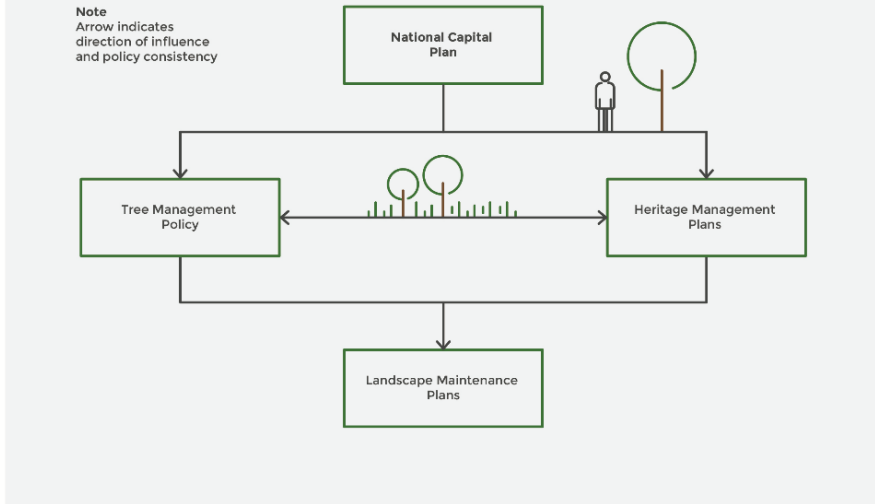 Note
Arrow indicates
direction of influence
and policy consistency
National Capital
Plan
Tree Management
Policy
Heritage Management
Plans
Landscape Maintenance
Plans